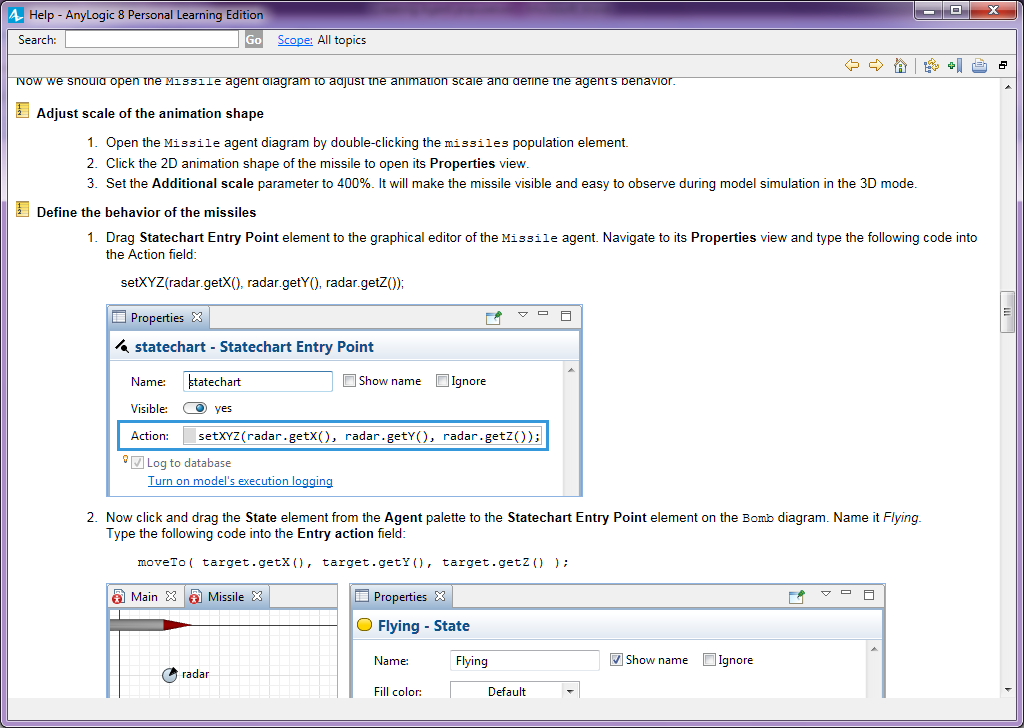 Help - AnyLogic 8 Personal Learning Edition
Search: Go Scope: All topics
Now we should open the Missile agent diagram to adjust the animation scale and define the agent's behavior.
Adjust scale of the animation shape
1. Open the Missile agent diagram by double-clicking the missiles population element.
2. Click the 2D animation shape of the missile to open its Properties view.
3. Set the Additional scale parameter to 400%. It will make the missile visible and easy to observe during model simulation in the 3D mode.
Define the behavior of the missiles
1. Drag Statechart Entry Point element to the graphical editor of the Missile agent. Navigate to its Properties view and type the following code into
the Action field:
setXYZ(radar.getX(), radar.getY(), radar.getZ());
Properties
statechart - Statechart Entry Point
Name: statechart Show name Ignore
Visible: yes
Action: setXYZ(radar.getX(), radar.getY(), radar.getZ());
Log to database
Turn on model's execution logging
2. Now click and drag the State element from the Agent palette to the Statechart Entry Point element on the Bomb diagram. Name it Flying.
Type the following code into the Entry action field:
moveTo( target.getX(), target.getY(), target.getZ() );
Main Missile
radar
Properties
Flying - State
Name: Flying Show name Ignore
Fill color: Default